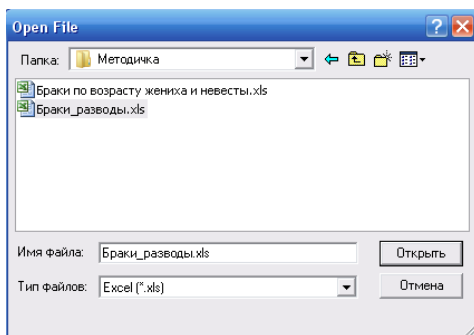 Open File
Папка: Методичка
Браки по возрасту жениха и невесты.xls
Браки_разводы.xls
Имя файла: Браки_разводы.xls Открыть
Тип файлов: Excel (*.xls) Отмена